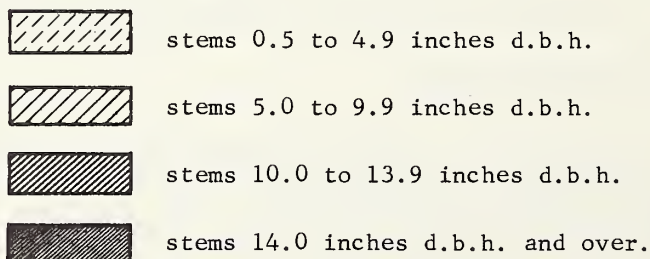 stems 0.5 to 4.9 inches d.b.h.
stems 5.0 to 9.9 inches d.b.h.
stems 10.0 to 13.9 inches d.b.h.
stems 14.0 inches d.b.h. and over.